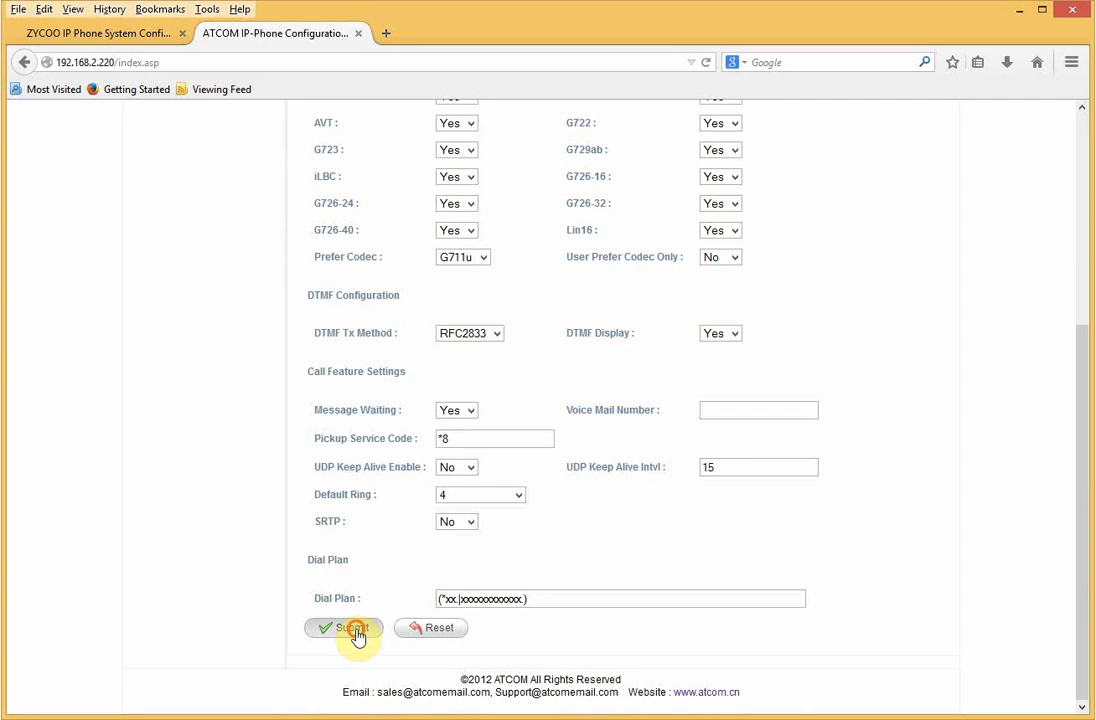 File Edit View History Bookmarks Tools Help
ZYCOO IP Phone System Confi... × ATCOM IP-Phone Configuratio... × +
192.168.2.220/index.asp Google
Most Visited Getting Started Viewing Feed
AVT : Yes G722 : Yes
G723 : Yes G729ab : Yes
iLBC : Yes G726-16 : Yes
G726-24 : Yes G726-32 : Yes
G726-40 : Yes Lin16 : Yes
Prefer Codec : G711u User Prefer Codec Only : No
DTMF Configuration
DTMF Tx Method : RFC2833 DTMF Display : Yes
Call Feature Settings
Message Waiting : Yes Voice Mail Number :
Pickup Service Code : *8
UDP Keep Alive Enable : No UDP Keep Alive Intvl : 15
Default Ring : 4
SRTP : No
Dial Plan
Dial Plan : (*xx.|xxxxxxxxxxxx.)
Submit Reset
©2012 ATCOM All Rights Reserved
Email : sales@atcomemail.com, Support@atcomemail.com Website : www.atcom.cn